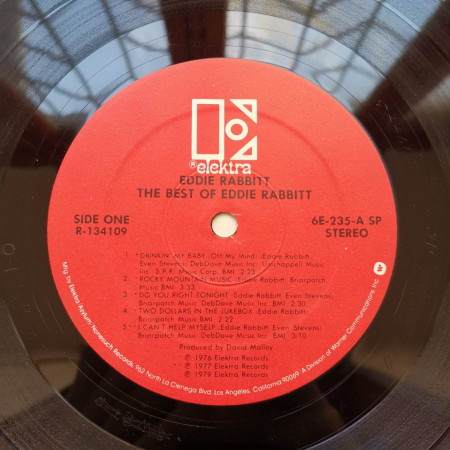 elektra
EDDIE RABBITT
THE BEST OF EDDIE RABBITT
SIDE ONE
R-134109
6E-235-A SP
STEREO
1. DRINKIN' MY BABY (Off My Mind) (Eddie Rabbitt,
Even Stevens) DebDave Music Inc. Unichappell Music
Inc. S.P.R. Music Corp. BMI 2:23
2. ROCKY MOUNTAIN MUSIC (Eddie Rabbitt) Briarpatch
Music BMI 3:33
3. DO YOU RIGHT TONIGHT (Eddie Rabbitt, Even Stevens)
DebDave Music Inc./Briarpatch Music BMI 2:30
4. TWO DOLLARS IN THE JUKEBOX (Eddie Rabbitt)
Briarpatch Music BMI 2:22
5. I CAN'T HELP MYSELF (Eddie Rabbitt, Even Stevens)
Briarpatch Music/DebDave Music Inc. BMI 3:10
Produced by David Malloy
℗ 1976 Elektra Records
℗ 1977 Elektra Records
℗ 1979 Elektra Records
Mfg. by Elektra/Asylum/Nonesuch Records, 962 North La Cienega Blvd. Los Angeles, California 90069 • A Division of Warner Communications Inc.